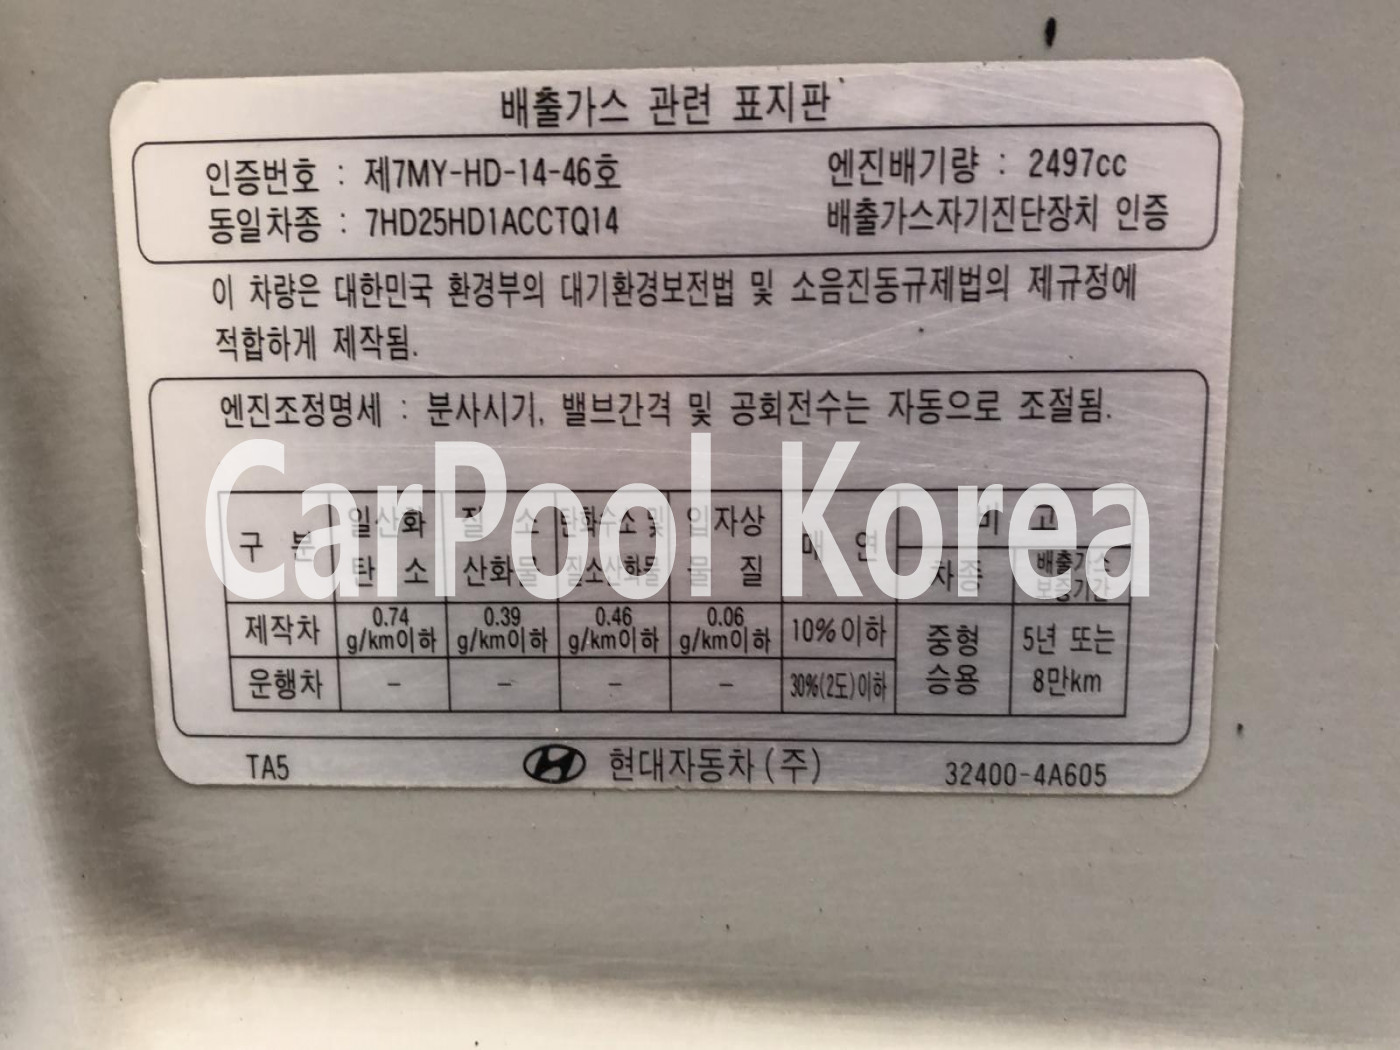 배출가스 관련 표지판
인증번호 : 제7MY-HD-14-46호 엔진배기량 : 2497cc
동일차종 : 7HD25HD1ACCTQ14 배출가스자기진단장치 인증
이 차량은 대한민국 환경부의 대기환경보전법 및 소음진동규제법의 제규정에
적합하게 제작됨.
엔진조정명세 : 분사시기, 밸브간격 및 공회전수는 자동으로 조절됨.
CarPool Korea
구 분 일산화 탄 소 질 소 산화물 탄화수소 및 질소산화물 입자상 물 질 매 연 비 고
차종 배출가스 보증기간
제작차 0.74 g/km이하 0.39 g/km이하 0.46 g/km이하 0.06 g/km이하 10%이하 중형 승용 5년 또는 8만km
운행차 - - - - 30%(2도)이하
TA5 현대자동차(주) 32400-4A605